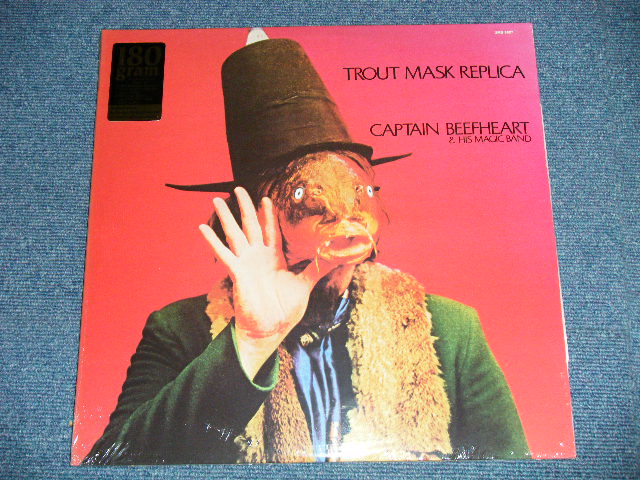 180
gram
TROUT MASK REPLICA
CAPTAIN BEEFHEART
& HIS MAGIC BAND